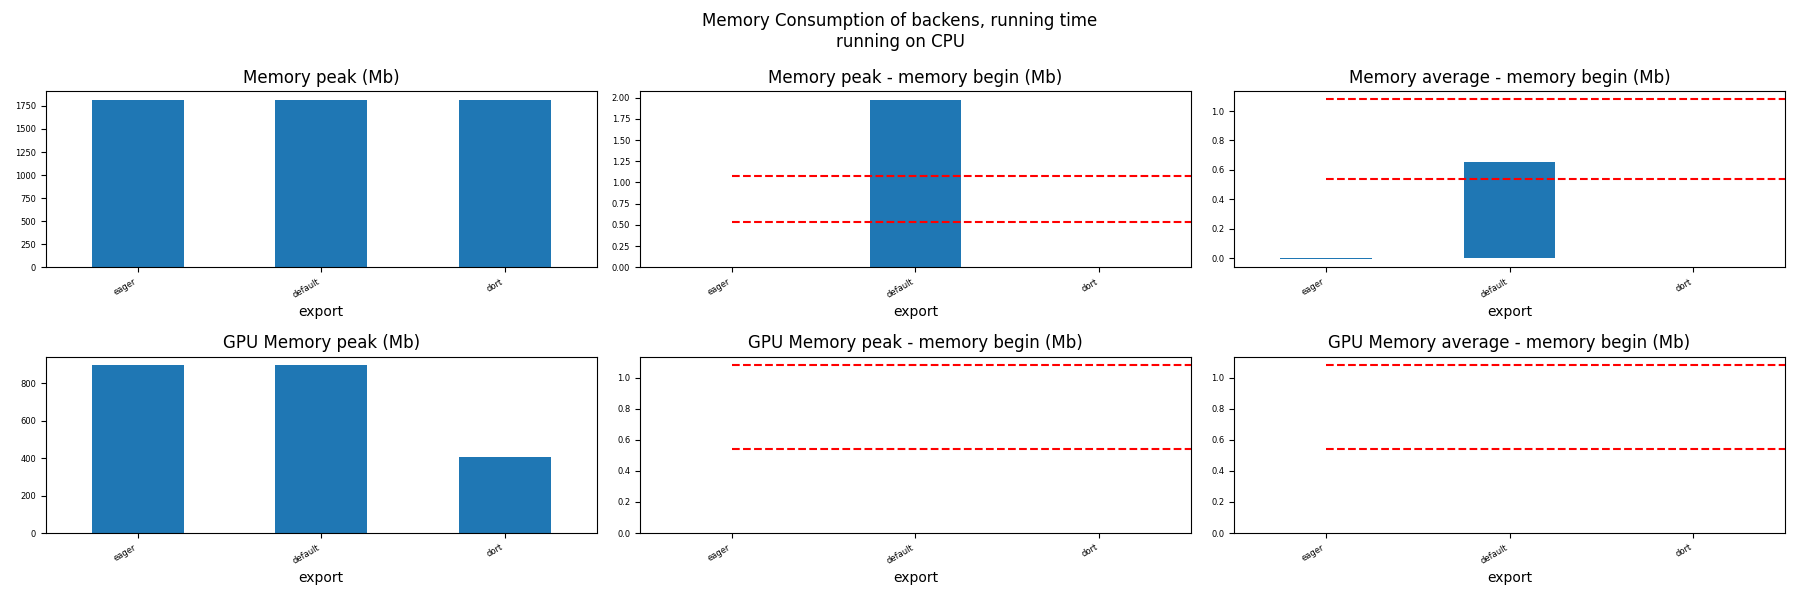 Memory Consumption of backens, running time
running on CPU
Memory peak (Mb)
1750
1500
1250
1000
750
500
250
0
eager
default
dort
export
Memory peak - memory begin (Mb)
2.00
1.75
1.50
1.25
1.00
0.75
0.50
0.25
0.00
eager
default
dort
export
Memory average - memory begin (Mb)
1.0
0.8
0.6
0.4
0.2
0.0
eager
default
dort
export
GPU Memory peak (Mb)
800
600
400
200
0
eager
default
dort
export
GPU Memory peak - memory begin (Mb)
1.0
0.8
0.6
0.4
0.2
0.0
eager
default
dort
export
GPU Memory average - memory begin (Mb)
1.0
0.8
0.6
0.4
0.2
0.0
eager
default
dort
export